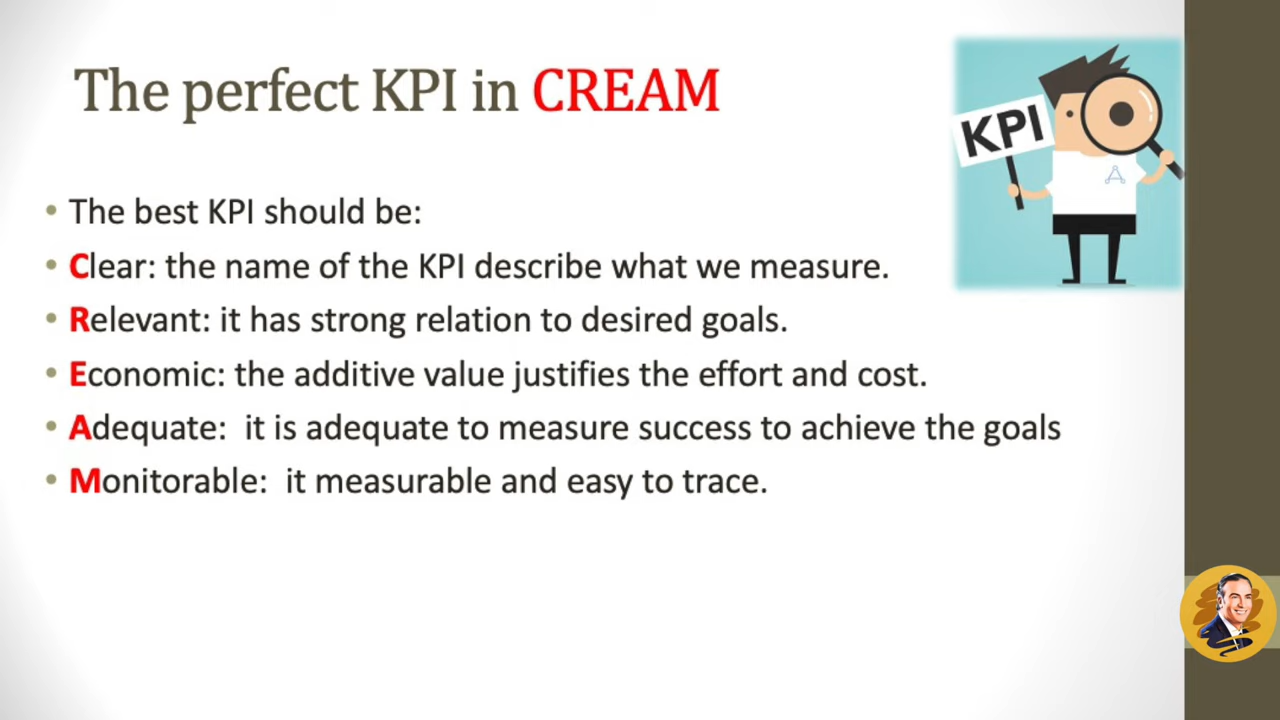 The perfect KPI in CREAM
KPI
• The best KPI should be:
• Clear: the name of the KPI describe what we measure.
• Relevant: it has strong relation to desired goals.
• Economic: the additive value justifies the effort and cost.
• Adequate:  it is adequate to measure success to achieve the goals
• Monitorable:  it measurable and easy to trace.